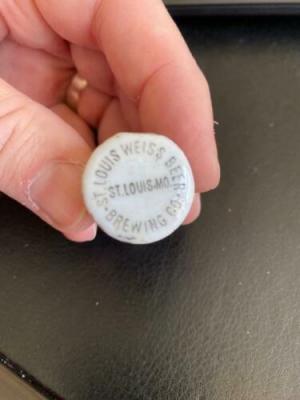 ST. LOUIS WEISS BEER
ST. LOUIS-MO.
BREWING CO.